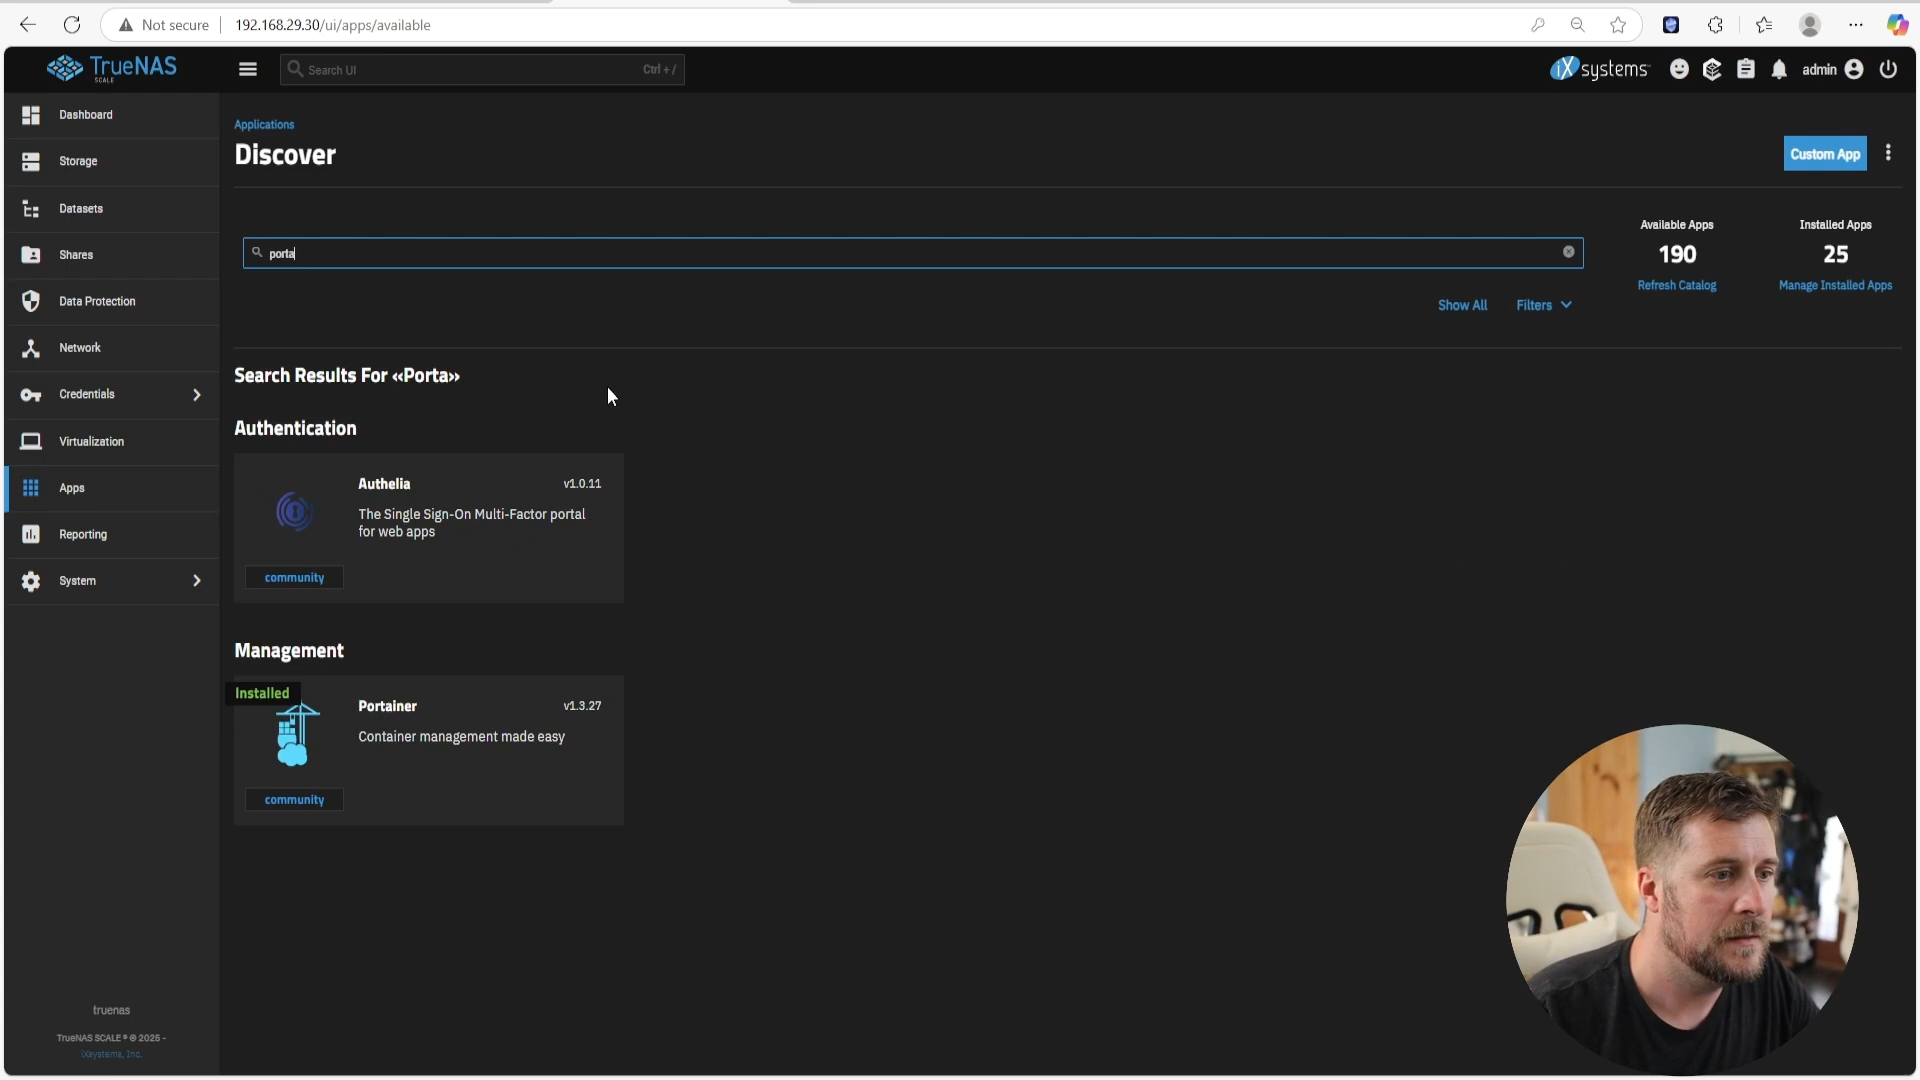 Not secure
192.168.29.30/ui/apps/available
TrueNAS
SCALE
Search UI
Ctrl + /
iX systems
admin
Dashboard
Storage
Datasets
Shares
Data Protection
Network
Credentials
Virtualization
Apps
Reporting
System
truenas
TrueNAS SCALE ® © 2025 -
iXsystems, Inc.
Applications
Discover
Custom App
porta
Available Apps
190
Refresh Catalog
Installed Apps
25
Manage Installed Apps
Show All
Filters
Search Results For «Porta»
Authentication
Authelia
v1.0.11
The Single Sign-On Multi-Factor portal
for web apps
community
Management
Installed
Portainer
v1.3.27
Container management made easy
community